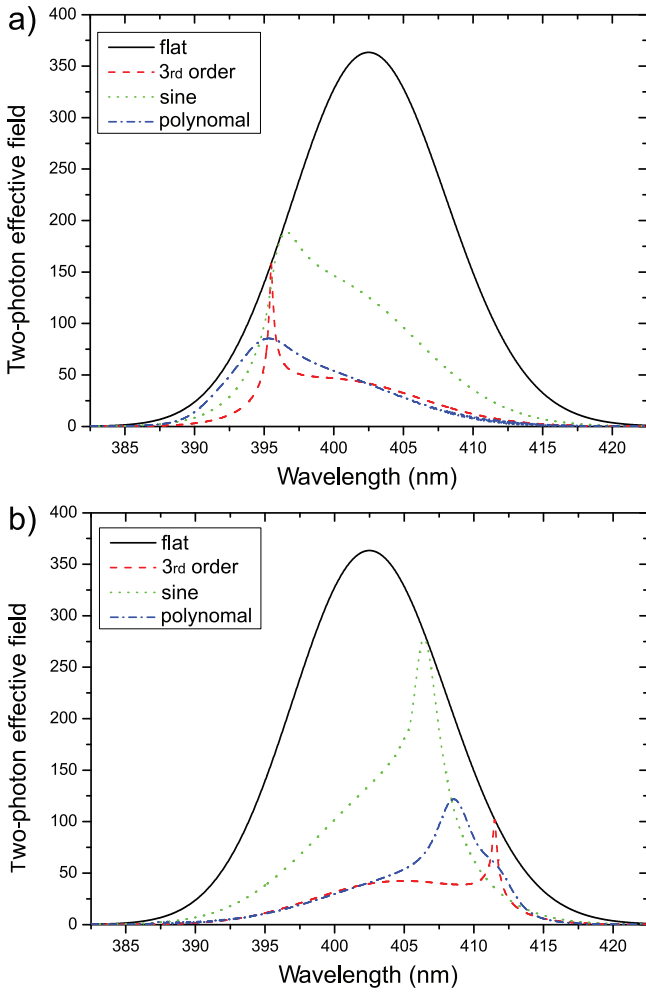 a)
400
350
300
250
200
150
100
50
0
Two-photon effective field
flat
3rd order
sine
polynomal
385 390 395 400 405 410 415 420
Wavelength (nm)
b)
400
350
300
250
200
150
100
50
0
Two-photon effective field
flat
3rd order
sine
polynomal
385 390 395 400 405 410 415 420
Wavelength (nm)